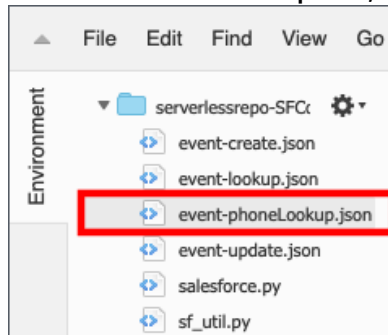 File Edit Find View Go
Environment
serverlessrepo-SFC
event-create.json
event-lookup.json
event-phoneLookup.json
event-update.json
salesforce.py
sf_util.py